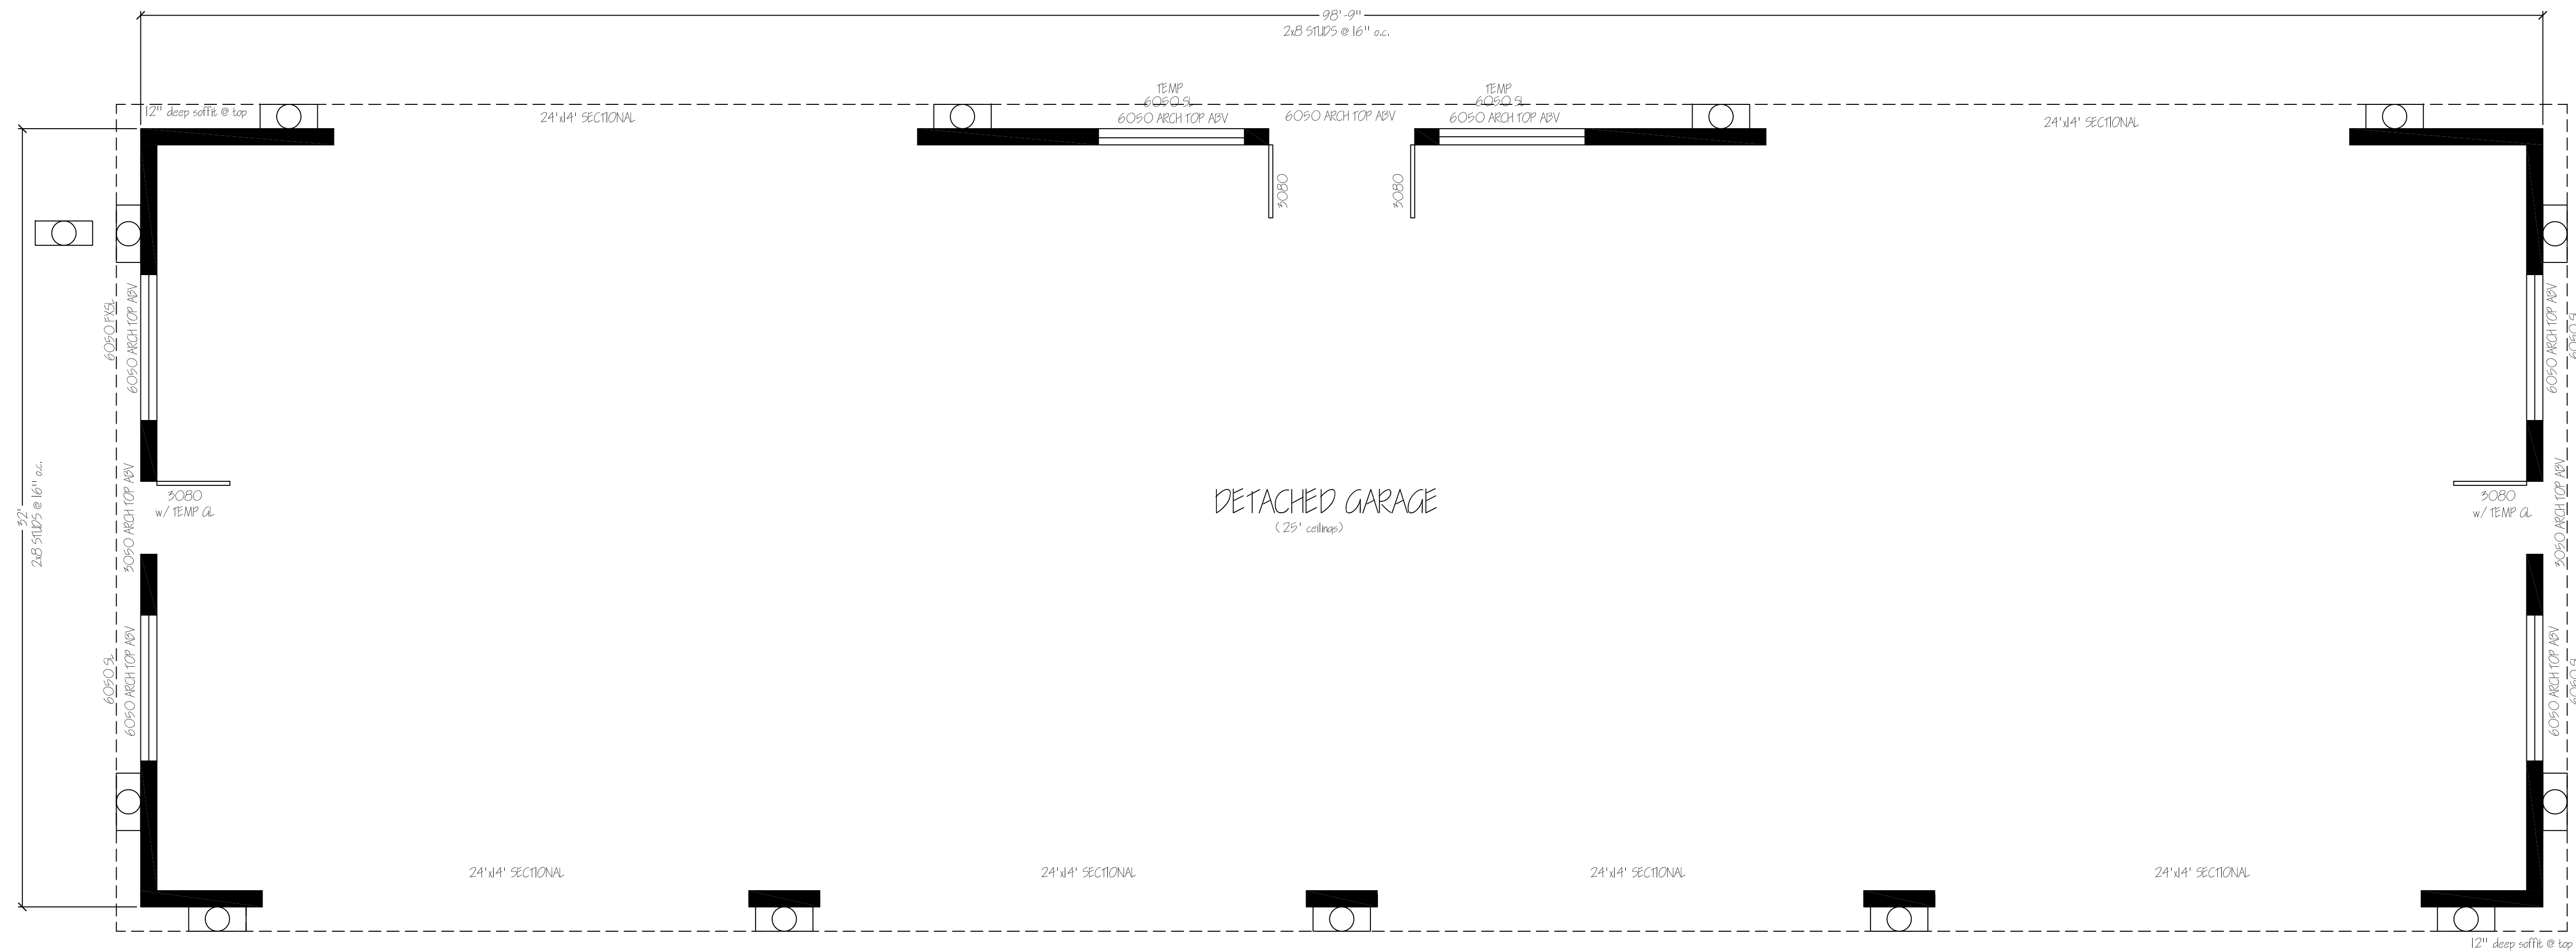 98'-9"
2x8 STUDS @ 16" o.c.
12" deep soffit @ top
24'x14' SECTIONAL
TEMP
6050 SL
6050 ARCH TOP ABV
6050 ARCH TOP ABV
TEMP
6050 SL
6050 ARCH TOP ABV
24'x14' SECTIONAL
3080
3080
6050 FXSL
6050 ARCH TOP ABV
6050 ARCH TOP ABV
6050 SL
32'
2x8 STUDS @ 16" o.c.
3050 ARCH TOP ABV
3080
w/ TEMP GL
DETACHED GARAGE
(25' ceilings)
3080
w/ TEMP GL
3050 ARCH TOP ABV
6050 SL
6050 ARCH TOP ABV
6050 ARCH TOP ABV
6050 SL
24'x14' SECTIONAL
24'x14' SECTIONAL
24'x14' SECTIONAL
24'x14' SECTIONAL
12" deep soffit @ top